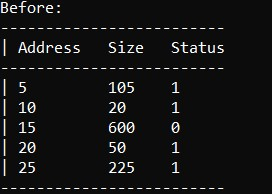 Before:
-------------------------
| Address   Size   Status
-------------------------
| 5         105    1
| 10        20     1
| 15        600    0
| 20        50     1
| 25        225    1
-------------------------